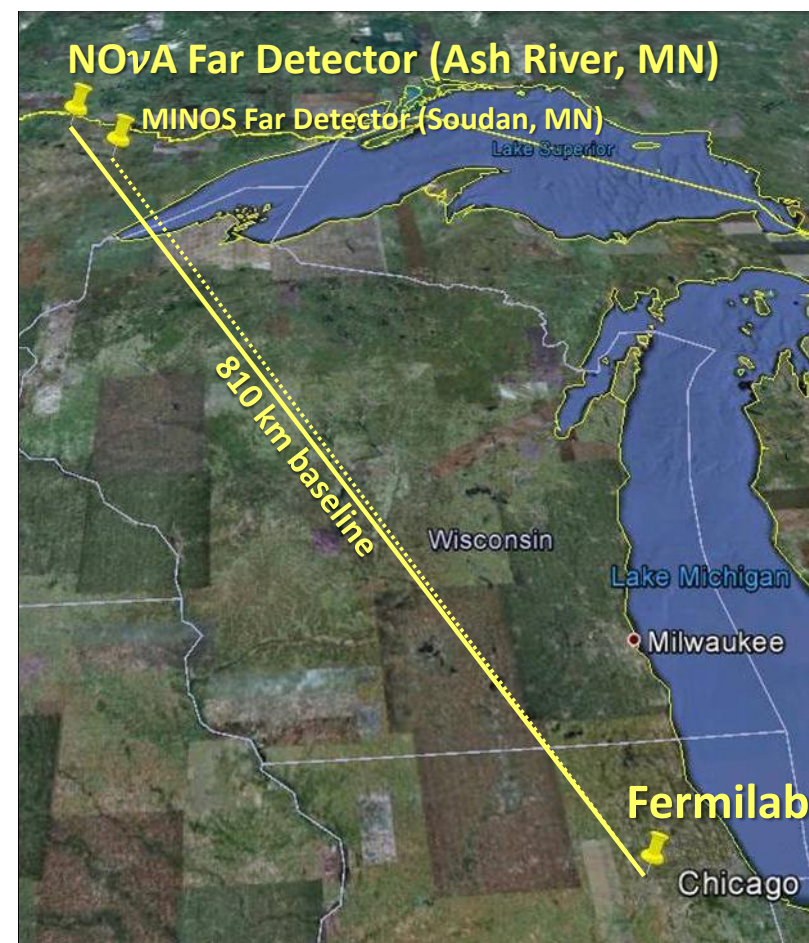 NOνA Far Detector (Ash River, MN)
MINOS Far Detector (Soudan, MN)
Lake Superior
810 km baseline
Wisconsin
Lake Michigan
Milwaukee
Fermilab
Chicago